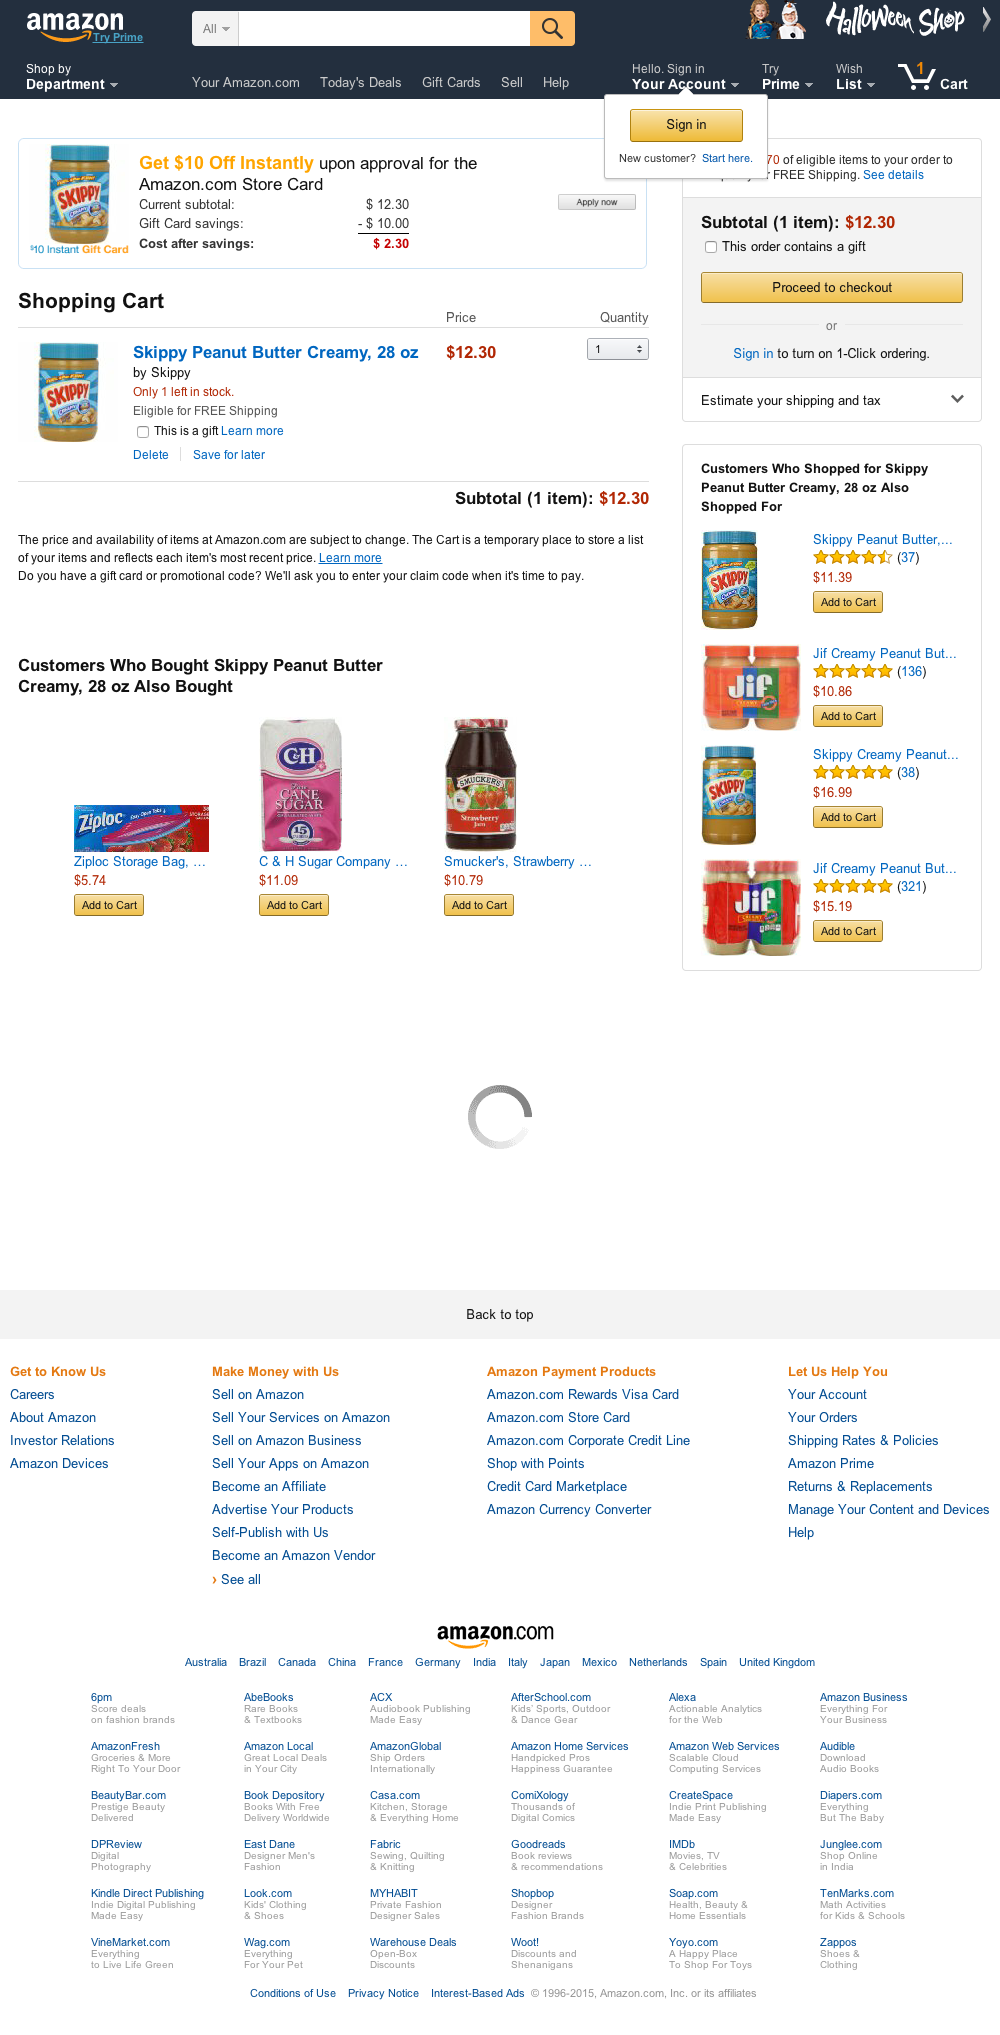 amazon
Try Prime
All
Halloween Shop
Shop by
Department
Your Amazon.com
Today's Deals
Gift Cards
Sell
Help
Hello. Sign in
Your Account
Try
Prime
Wish
List
1
Cart
Sign in
New customer? Start here.
SKIPPY
$10 Instant Gift Card
Get $10 Off Instantly upon approval for the
Amazon.com Store Card
Current subtotal: $ 12.30
Gift Card savings: - $ 10.00
Cost after savings: $ 2.30
Apply now
70 of eligible items to your order to
FREE Shipping. See details
Subtotal (1 item): $12.30
This order contains a gift
Proceed to checkout
or
Sign in to turn on 1-Click ordering.
Estimate your shipping and tax
Shopping Cart
Price
Quantity
SKIPPY
Skippy Peanut Butter Creamy, 28 oz
$12.30
1
by Skippy
Only 1 left in stock.
Eligible for FREE Shipping
This is a gift Learn more
Delete
Save for later
Subtotal (1 item): $12.30
The price and availability of items at Amazon.com are subject to change. The Cart is a temporary place to store a list
of your items and reflects each item's most recent price. Learn more
Do you have a gift card or promotional code? We'll ask you to enter your claim code when it's time to pay.
Customers Who Shopped for Skippy
Peanut Butter Creamy, 28 oz Also
Shopped For
SKIPPY
Skippy Peanut Butter,...
(37)
$11.39
Add to Cart
Jif
Jif Creamy Peanut But...
(136)
$10.86
Add to Cart
SKIPPY
Skippy Creamy Peanut...
(38)
$16.99
Add to Cart
Jif
Jif Creamy Peanut But...
(321)
$15.19
Add to Cart
Customers Who Bought Skippy Peanut Butter
Creamy, 28 oz Also Bought
Ziploc
Easy Open Tabs
Ziploc Storage Bag, …
$5.74
Add to Cart
C&H
Pure
CANE
SUGAR
15
C & H Sugar Company …
$11.09
Add to Cart
SMUCKER'S
Strawberry
Jam
Smucker's, Strawberry …
$10.79
Add to Cart
Back to top
Get to Know Us
Careers
About Amazon
Investor Relations
Amazon Devices
Make Money with Us
Sell on Amazon
Sell Your Services on Amazon
Sell on Amazon Business
Sell Your Apps on Amazon
Become an Affiliate
Advertise Your Products
Self-Publish with Us
Become an Amazon Vendor
› See all
Amazon Payment Products
Amazon.com Rewards Visa Card
Amazon.com Store Card
Amazon.com Corporate Credit Line
Shop with Points
Credit Card Marketplace
Amazon Currency Converter
Let Us Help You
Your Account
Your Orders
Shipping Rates & Policies
Amazon Prime
Returns & Replacements
Manage Your Content and Devices
Help
amazon.com
Australia Brazil Canada China France Germany India Italy Japan Mexico Netherlands Spain United Kingdom
6pm
Score deals
on fashion brands
AbeBooks
Rare Books
& Textbooks
ACX
Audiobook Publishing
Made Easy
AfterSchool.com
Kids' Sports, Outdoor
& Dance Gear
Alexa
Actionable Analytics
for the Web
Amazon Business
Everything For
Your Business
AmazonFresh
Groceries & More
Right To Your Door
Amazon Local
Great Local Deals
in Your City
AmazonGlobal
Ship Orders
Internationally
Amazon Home Services
Handpicked Pros
Happiness Guarantee
Amazon Web Services
Scalable Cloud
Computing Services
Audible
Download
Audio Books
BeautyBar.com
Prestige Beauty
Delivered
Book Depository
Books With Free
Delivery Worldwide
Casa.com
Kitchen, Storage
& Everything Home
ComiXology
Thousands of
Digital Comics
CreateSpace
Indie Print Publishing
Made Easy
Diapers.com
Everything
But The Baby
DPReview
Digital
Photography
East Dane
Designer Men's
Fashion
Fabric
Sewing, Quilting
& Knitting
Goodreads
Book reviews
& recommendations
IMDb
Movies, TV
& Celebrities
Junglee.com
Shop Online
in India
Kindle Direct Publishing
Indie Digital Publishing
Made Easy
Look.com
Kids' Clothing
& Shoes
MYHABIT
Private Fashion
Designer Sales
Shopbop
Designer
Fashion Brands
Soap.com
Health, Beauty &
Home Essentials
TenMarks.com
Math Activities
for Kids & Schools
VineMarket.com
Everything
to Live Life Green
Wag.com
Everything
For Your Pet
Warehouse Deals
Open-Box
Discounts
Woot!
Discounts and
Shenanigans
Yoyo.com
A Happy Place
To Shop For Toys
Zappos
Shoes &
Clothing
Conditions of Use Privacy Notice Interest-Based Ads © 1996-2015, Amazon.com, Inc. or its affiliates